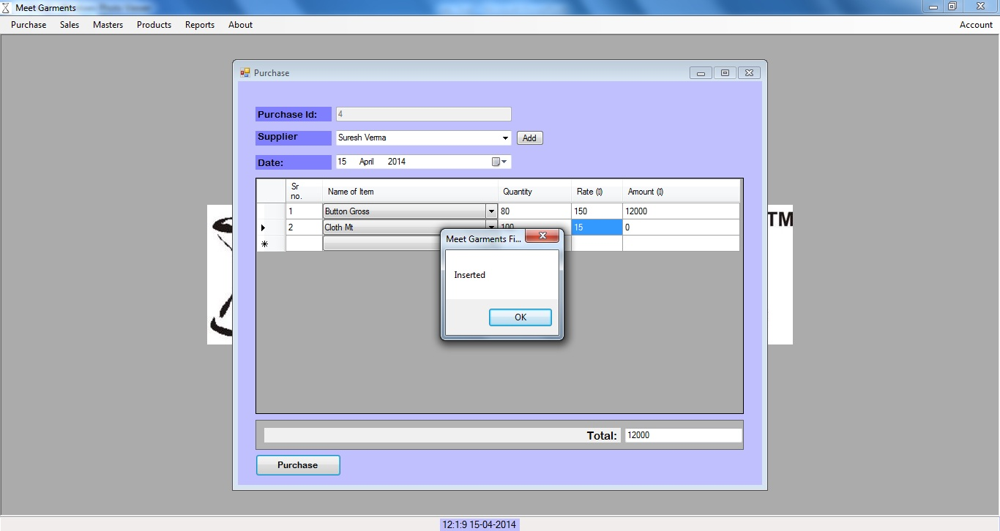 Meet Garments
Purchase Sales Masters Products Reports About Account
Purchase
Purchase Id: 4
Supplier Suresh Verma Add
Date: 15 April 2014
Sr no. Name of Item Quantity Rate (▯) Amount (▯)
1 Button Gross 80 150 12000
2 Cloth Mt 100 15 0
Meet Garments Fi...
Inserted
OK
TM
Total: 12000
Purchase
12:1:9 15-04-2014